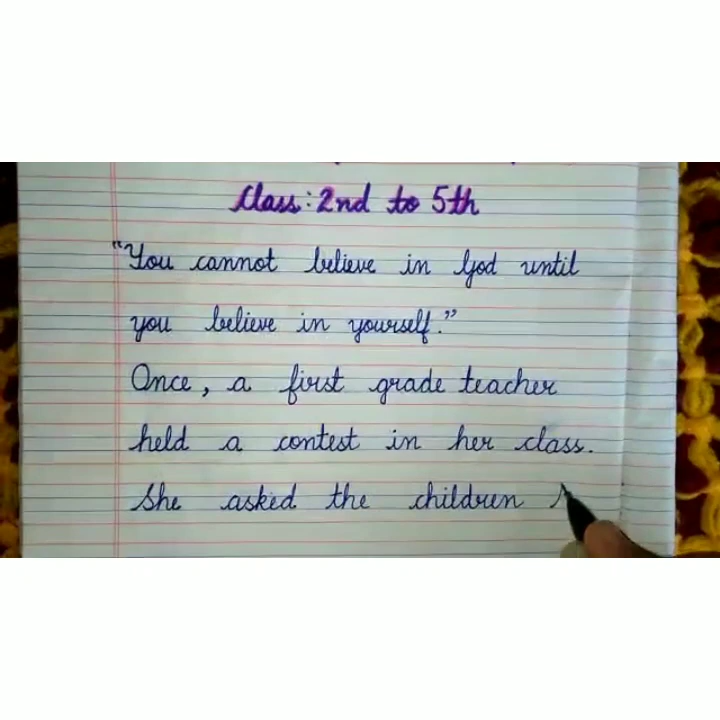 Class: 2nd to 5th
"You cannot believe in God until
you believe in yourself."
Once, a first grade teacher
held a contest in her class.
She asked the children